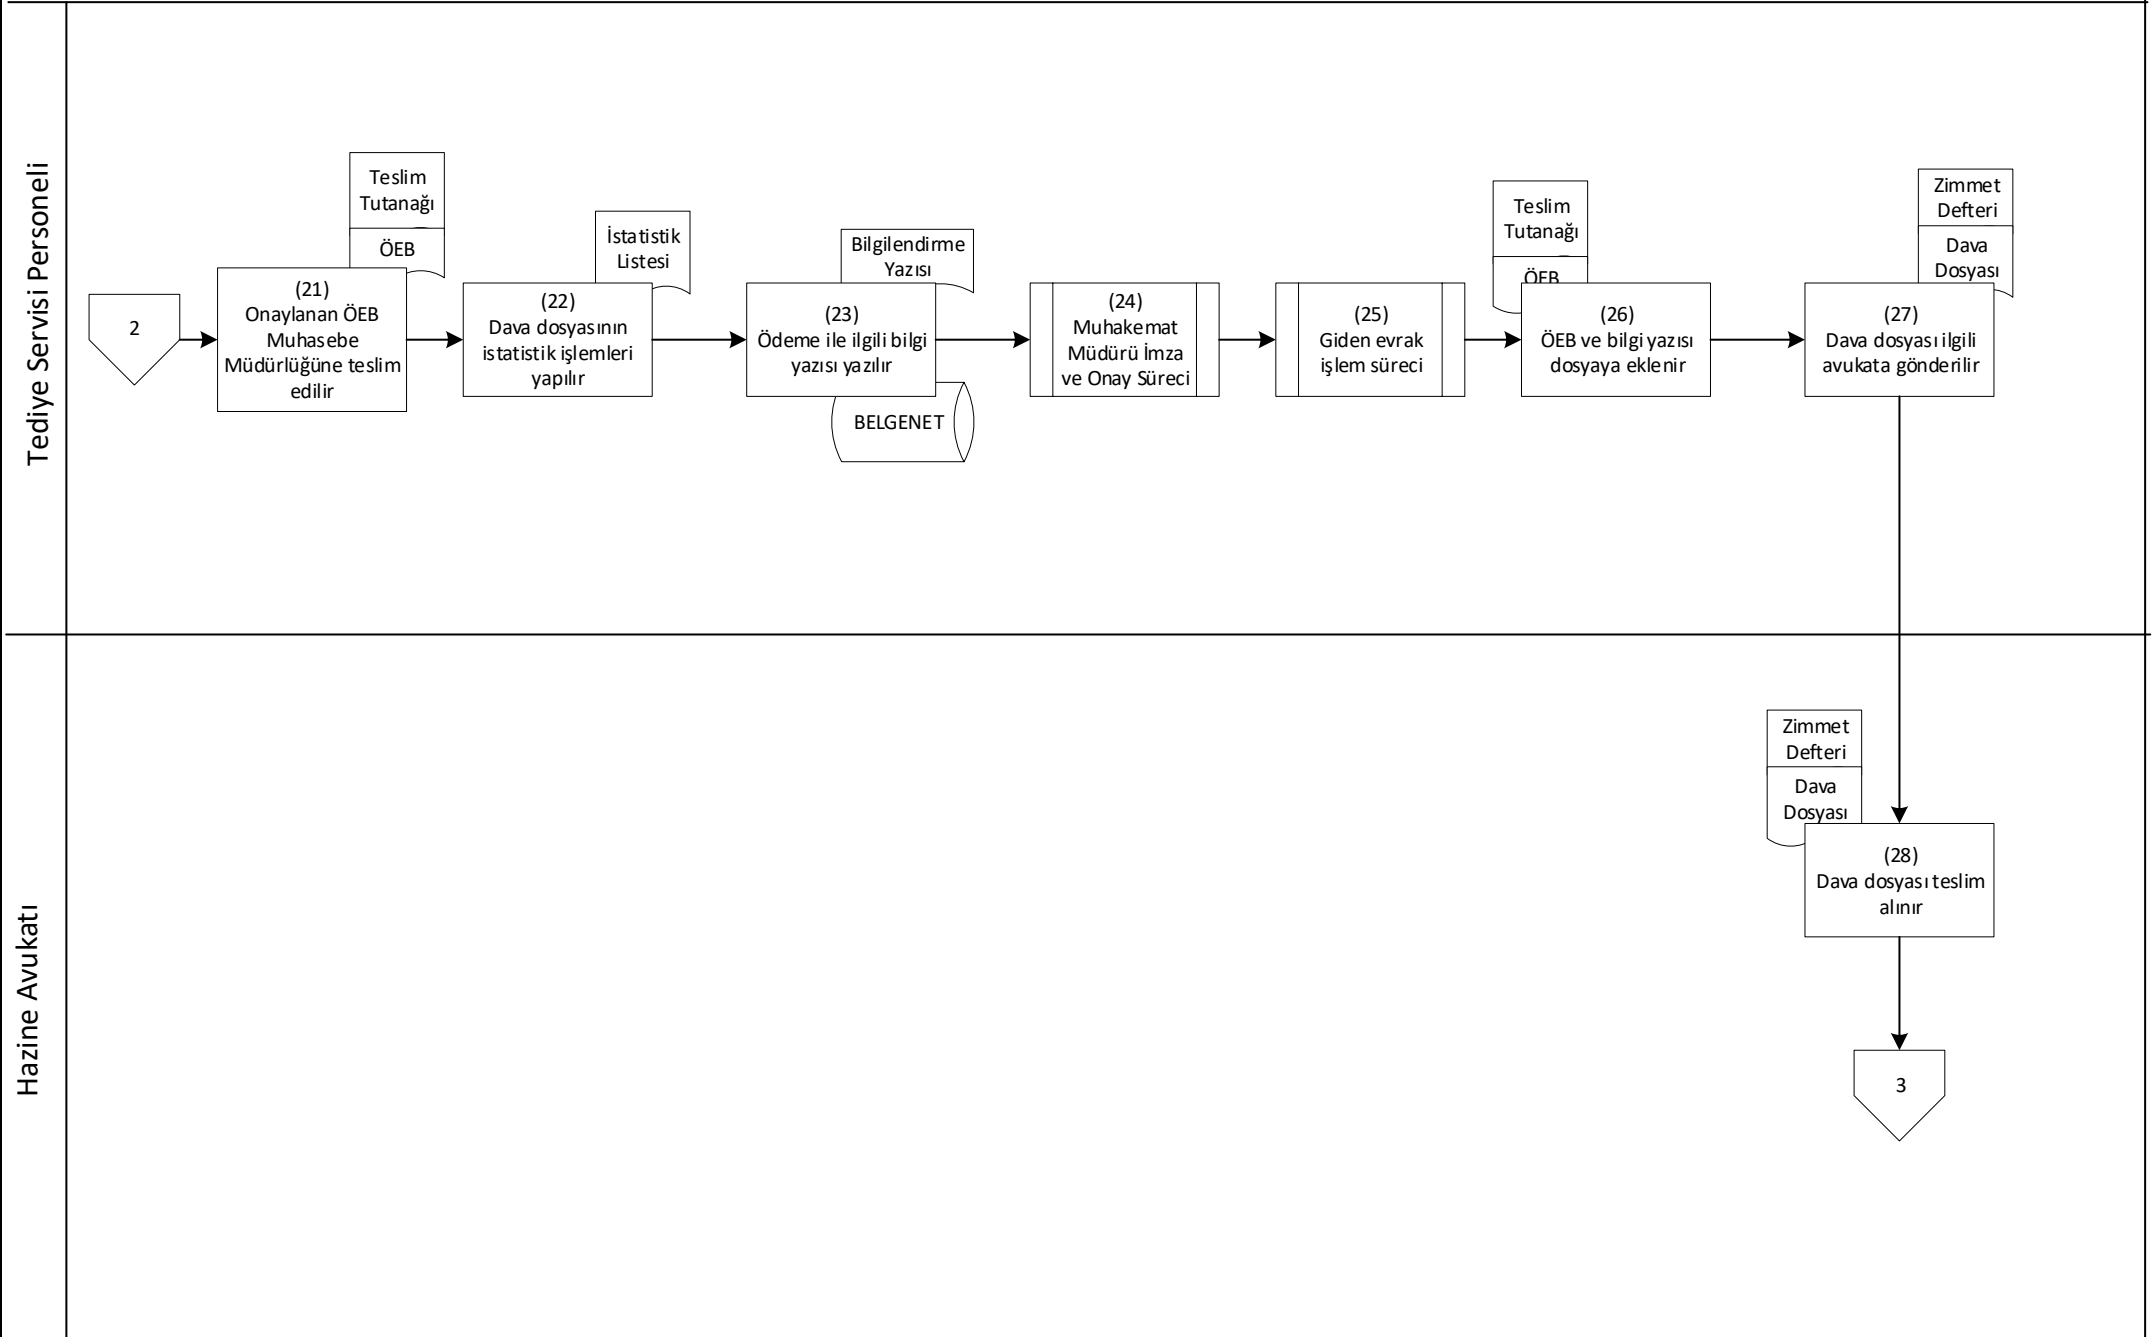 Tediye Servisi Personeli
2
Teslim
Tutanağı
ÖEB
(21)
Onaylanan ÖEB
Muhasebe
Müdürlüğüne teslim
edilir
İstatistik
Listesi
(22)
Dava dosyasının
istatistik işlemleri
yapılır
Bilgilendirme
Yazısı
(23)
Ödeme ile ilgili bilgi
yazısı yazılır
BELGENET
(24)
Muhakemat
Müdürü İmza
ve Onay Süreci
(25)
Giden evrak
işlem süreci
Teslim
Tutanağı
ÖEB
(26)
ÖEB ve bilgi yazısı
dosyaya eklenir
Zimmet
Defteri
Dava
Dosyası
(27)
Dava dosyası ilgili
avukata gönderilir
Hazine Avukatı
Zimmet
Defteri
Dava
Dosyası
(28)
Dava dosyası teslim
alınır
3